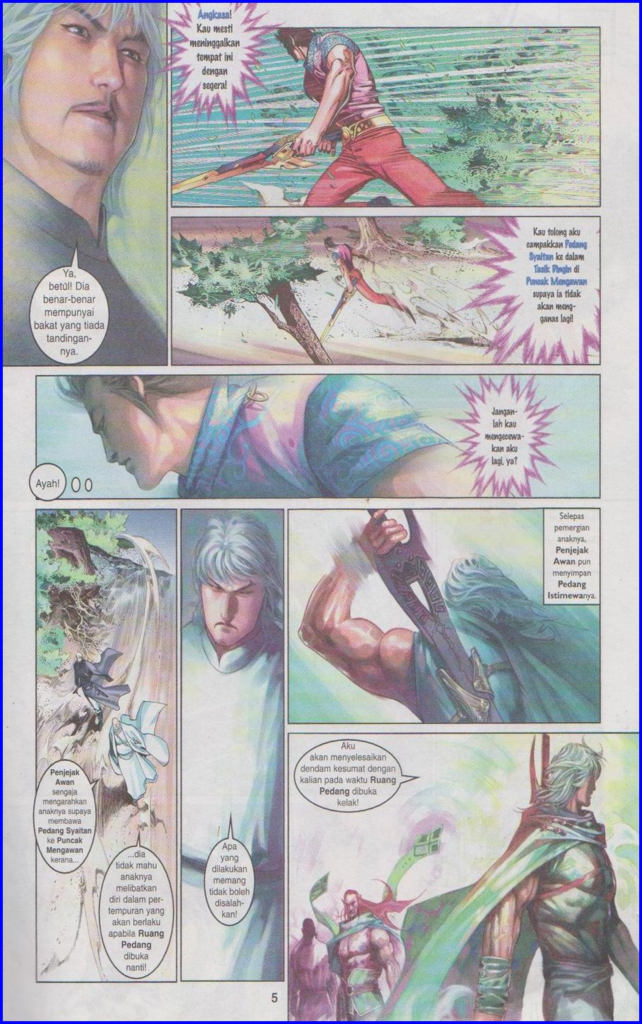 Angkasa!
Kau mesti
meninggalkan
tempat ini
dengan
segera!
Ya,
betul! Dia
benar-benar
mempunyai
bakat yang tiada
tandingan-
nya.
Kau tolong aku
campakkan Pedang
Syaitan ke dalam
Tasik Dingin di
Puncak Mengawan
supaya ia tidak
akan meng-
ganas lagi!
Jangan-
lah kau
mengecewa-
kan aku
lagi, ya?
Ayah!
Selepas
pemergian
anaknya,
Penjejak
Awan pun
menyimpan
Pedang
Istimewanya.
Penjejak
Awan
sengaja
mengarahkan
anaknya supaya
membawa
Pedang Syaitan
ke Puncak
Mengawan
kerana...
...dia
tidak mahu
anaknya
melibatkan
diri dalam per-
tempuran yang
akan berlaku
apabila Ruang
Pedang
dibuka
nanti!
Apa
yang
dilakukan
memang
tidak boleh
disalah-
kan!
Aku
akan menyelesaikan
dendam kesumat dengan
kalian pada waktu Ruang
Pedang dibuka
kelak!
5